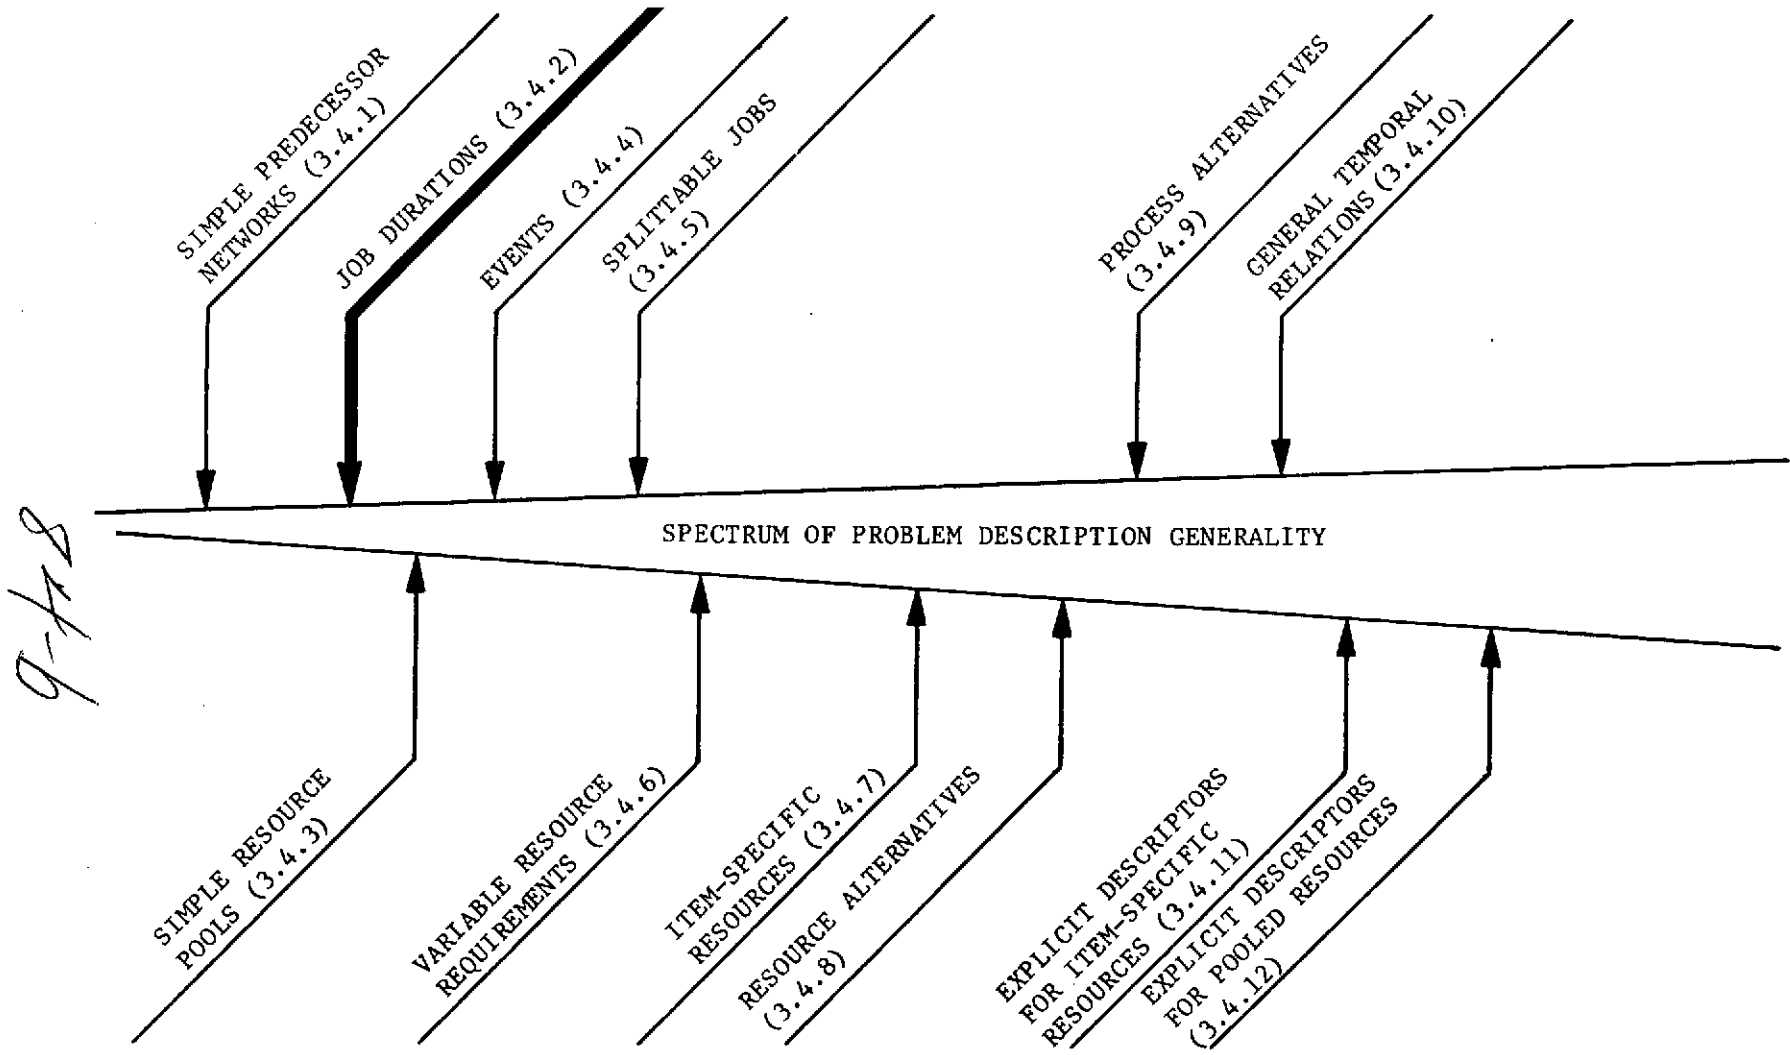 SIMPLE PREDECESSOR
NETWORKS (3.4.1)
JOB DURATIONS (3.4.2)
EVENTS (3.4.4)
SPLITTABLE JOBS
(3.4.5)
PROCESS ALTERNATIVES
(3.4.9)
GENERAL TEMPORAL
RELATIONS (3.4.10)
SPECTRUM OF PROBLEM DESCRIPTION GENERALITY
SIMPLE RESOURCE
POOLS (3.4.3)
VARIABLE RESOURCE
REQUIREMENTS (3.4.6)
ITEM-SPECIFIC
RESOURCES (3.4.7)
RESOURCE ALTERNATIVES
(3.4.8)
EXPLICIT DESCRIPTORS
FOR ITEM-SPECIFIC
RESOURCES (3.4.11)
EXPLICIT DESCRIPTORS
FOR POOLED RESOURCES
(3.4.12)